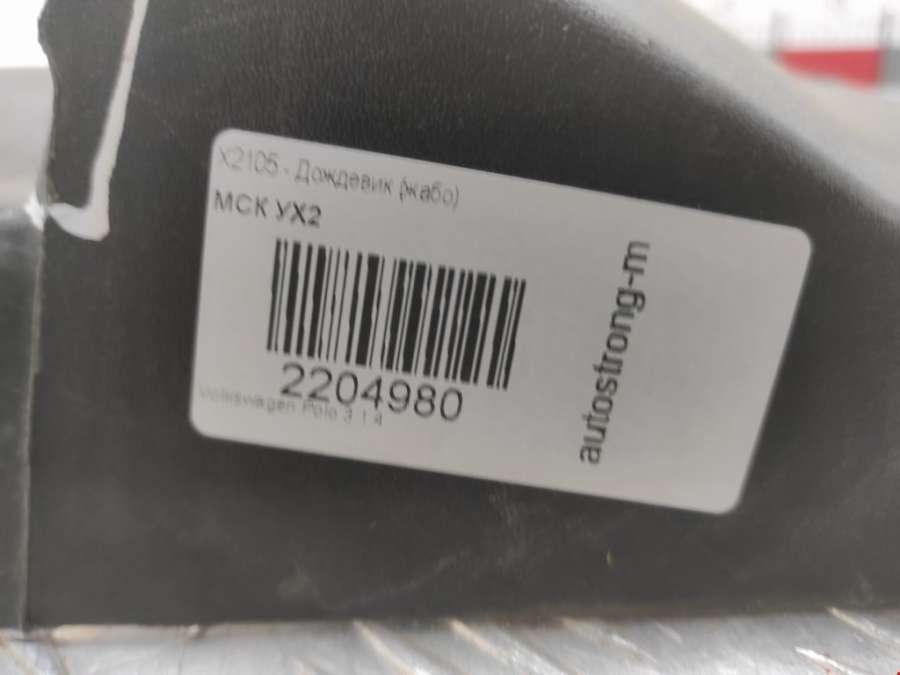 X2105 - Дождевик (жабо)
МСК УХ2
2204980
Volkswagen Polo 3 1.4
autostrong-m